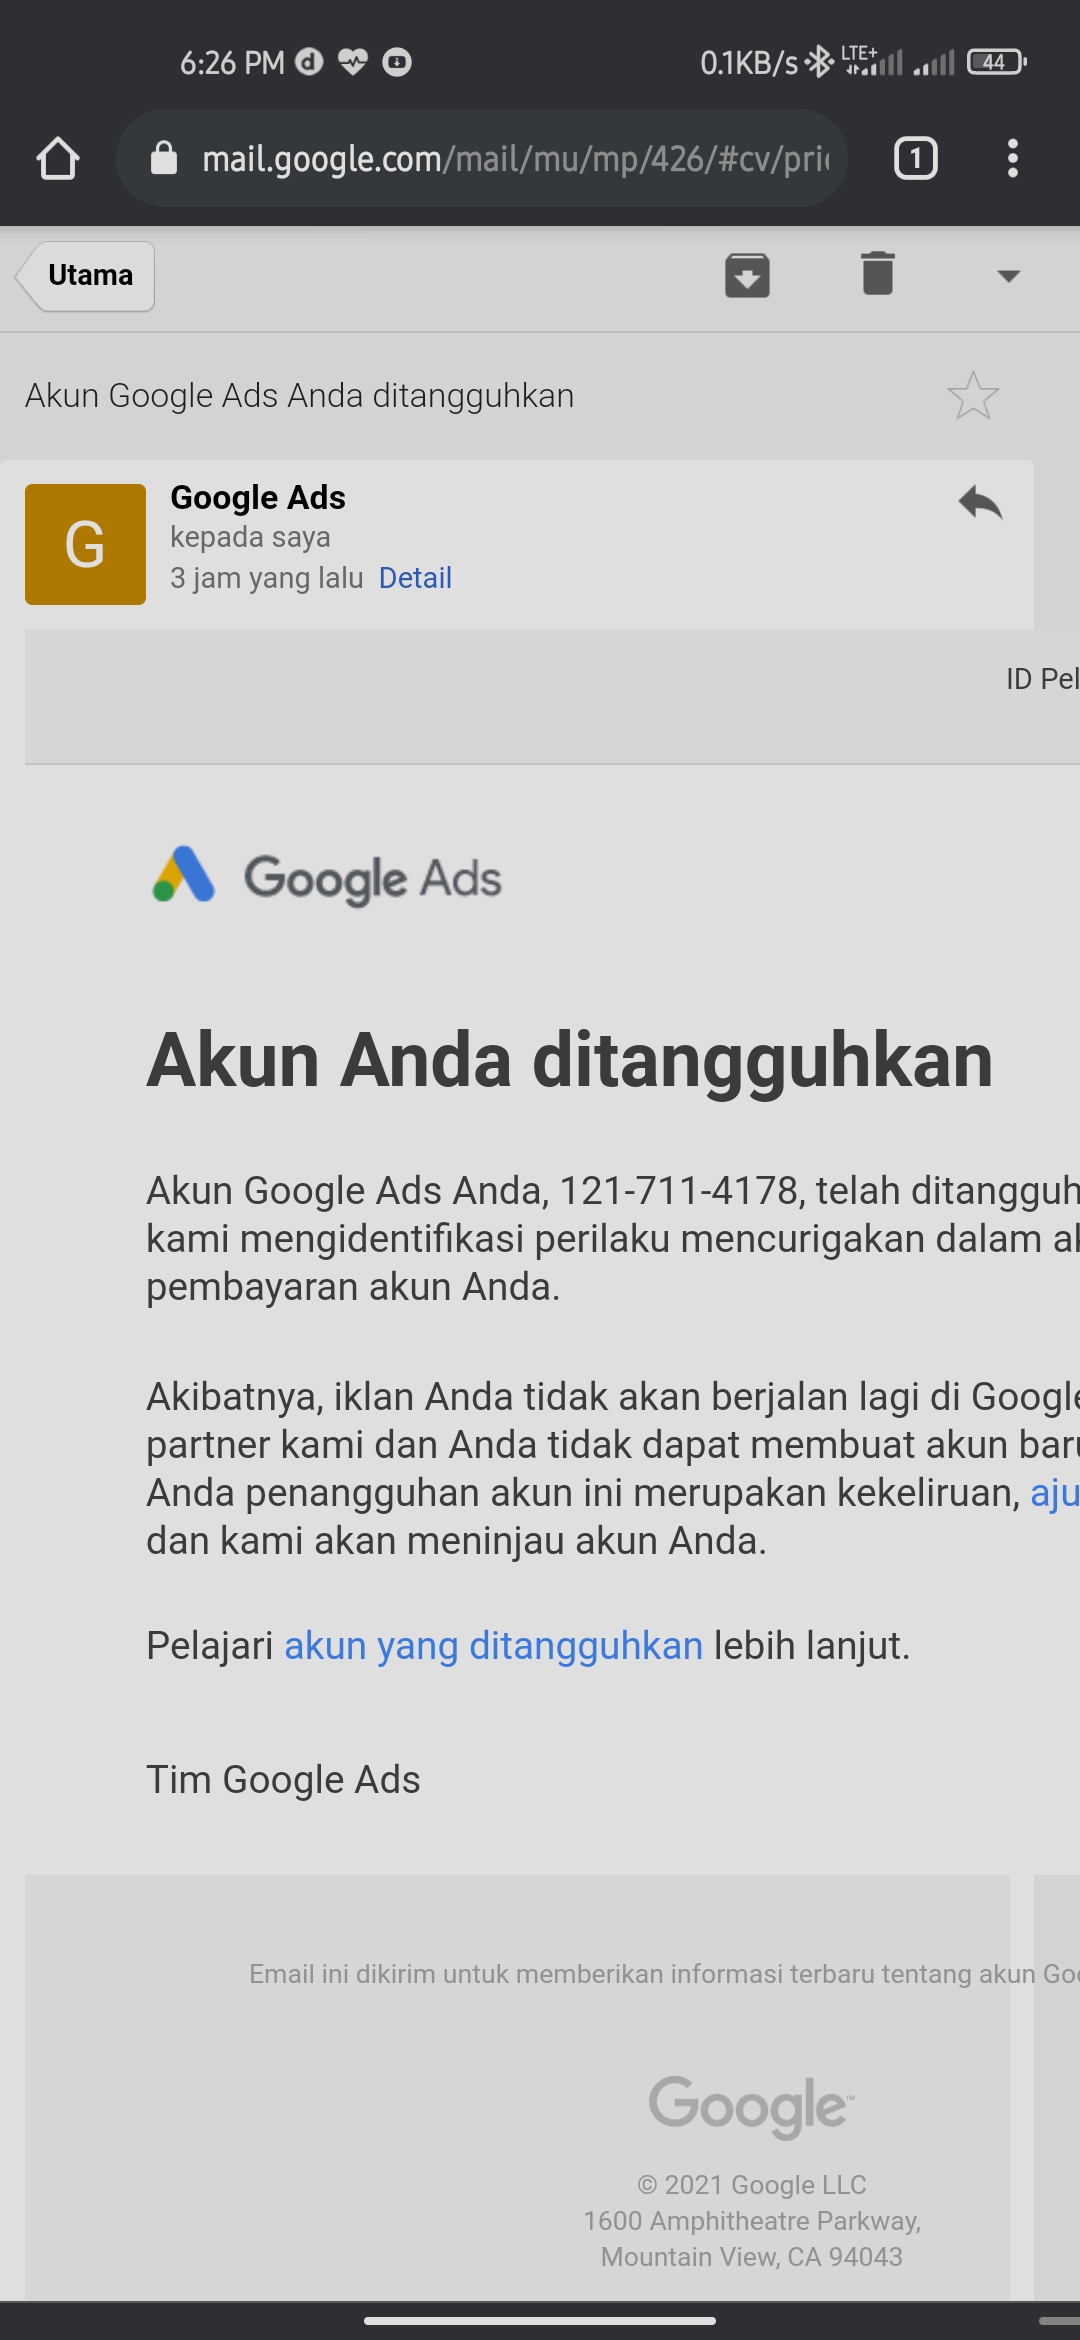 6:26 PM
0.1KB/s
LTE+
44
mail.google.com/mail/mu/mp/426/#cv/pri
1
Utama
Akun Google Ads Anda ditangguhkan
G
Google Ads
kepada saya
3 jam yang lalu Detail
ID Pel
Google Ads
Akun Anda ditangguhkan
Akun Google Ads Anda, 121-711-4178, telah ditangguh
kami mengidentifikasi perilaku mencurigakan dalam ak
pembayaran akun Anda.
Akibatnya, iklan Anda tidak akan berjalan lagi di Google
partner kami dan Anda tidak dapat membuat akun baru
Anda penangguhan akun ini merupakan kekeliruan, aju
dan kami akan meninjau akun Anda.
Pelajari akun yang ditangguhkan lebih lanjut.
Tim Google Ads
Email ini dikirim untuk memberikan informasi terbaru tentang akun Goo
Google™
© 2021 Google LLC
1600 Amphitheatre Parkway,
Mountain View, CA 94043